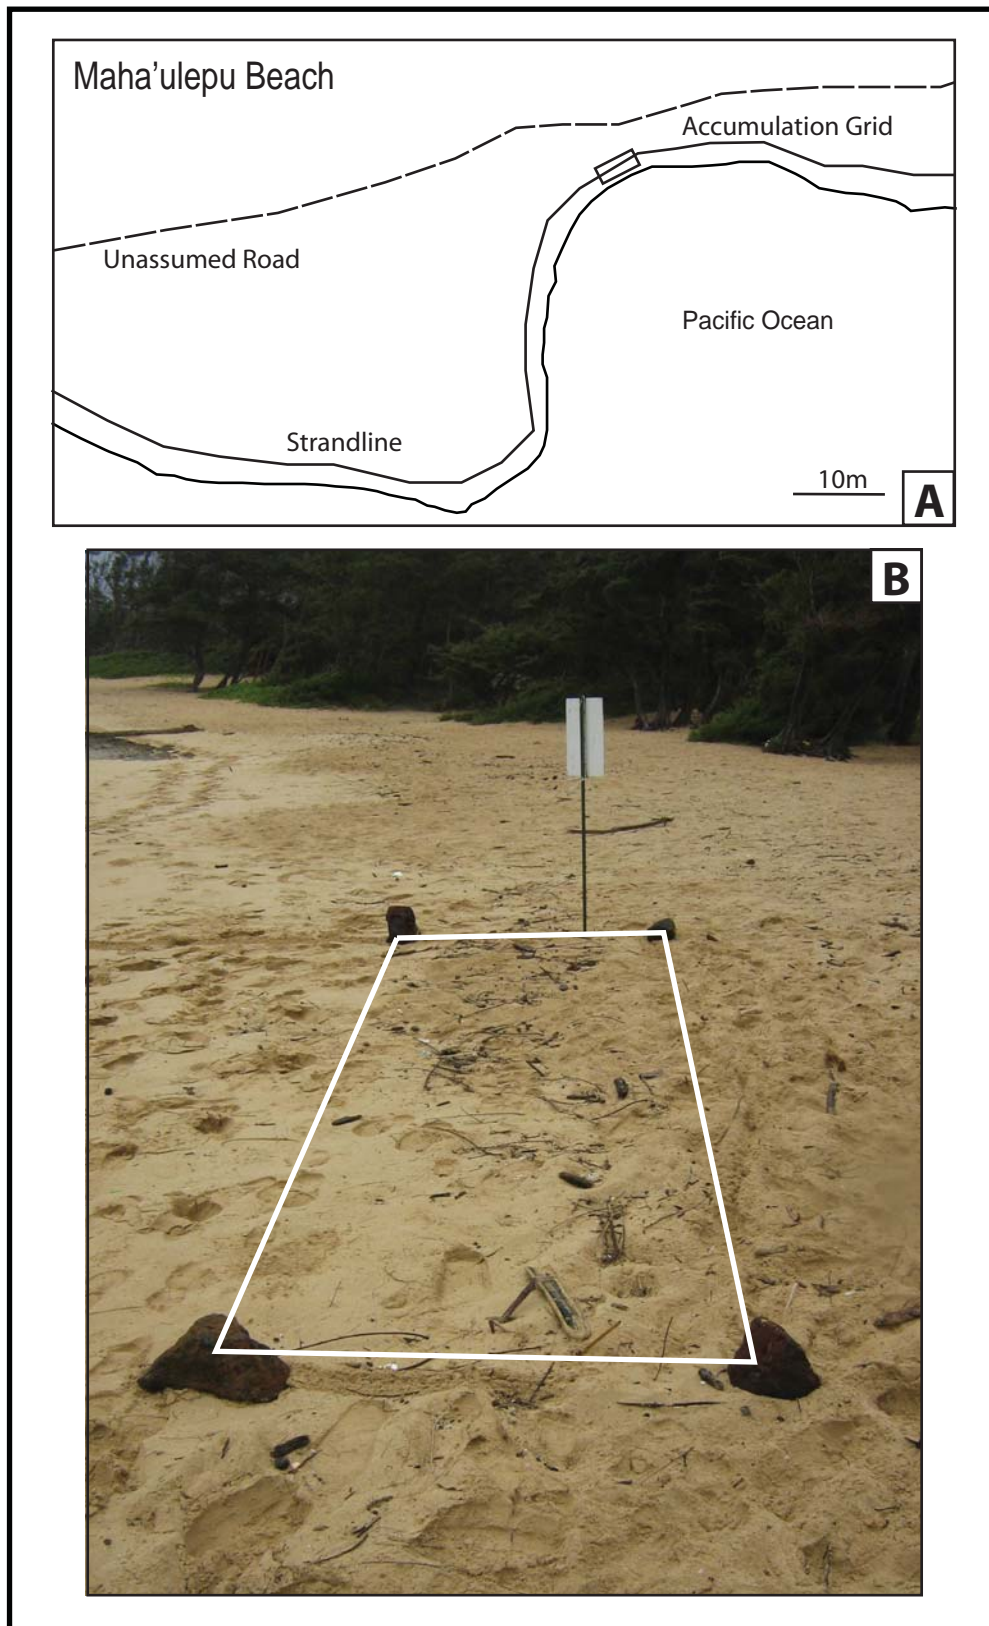 Maha'ulepu Beach
Accumulation Grid
Unassumed Road
Pacific Ocean
Strandline
10m
A
B